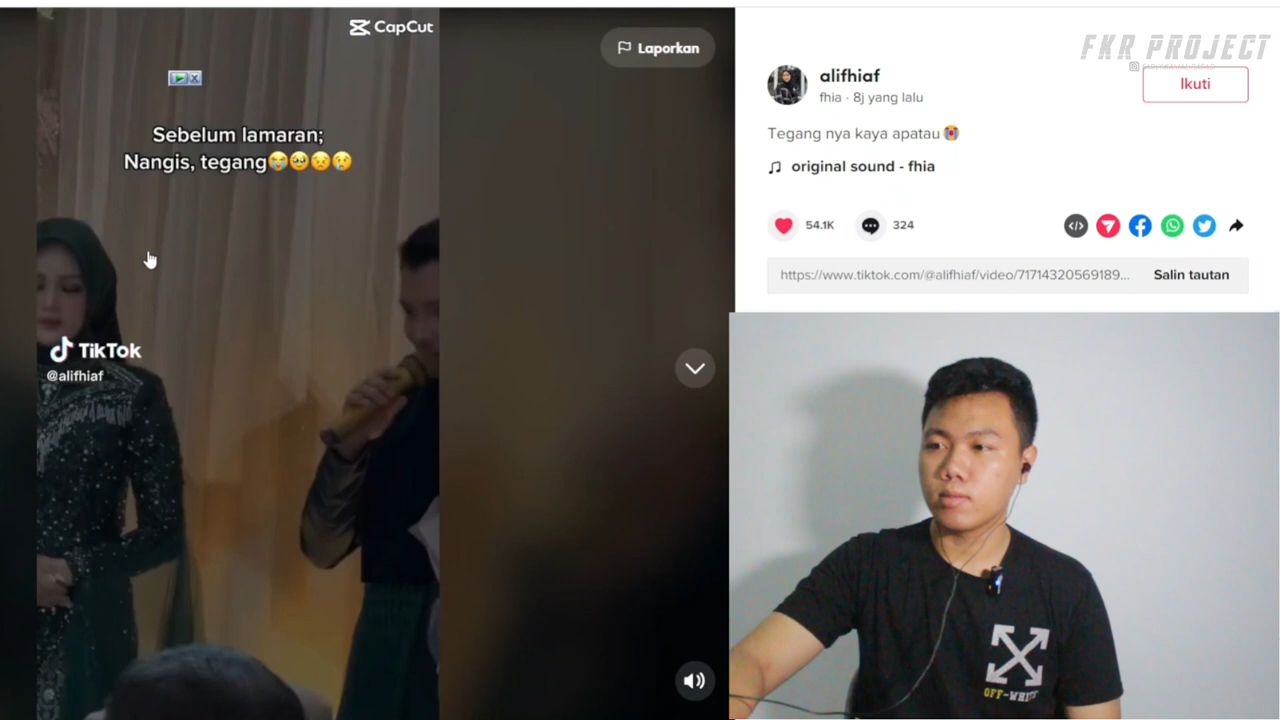 CapCut
Laporkan
Sebelum lamaran;
Nangis, tegang😭🥹😟😢
TikTok
@alifhiaf
FKR PROJECT
alifhiaf
fhia · 8j yang lalu
Ikuti
Tegang nya kaya apatau 😭
original sound - fhia
54.1K
324
https://www.tiktok.com/@alifhiaf/video/71714320569189...
Salin tautan
OFF-WHITE